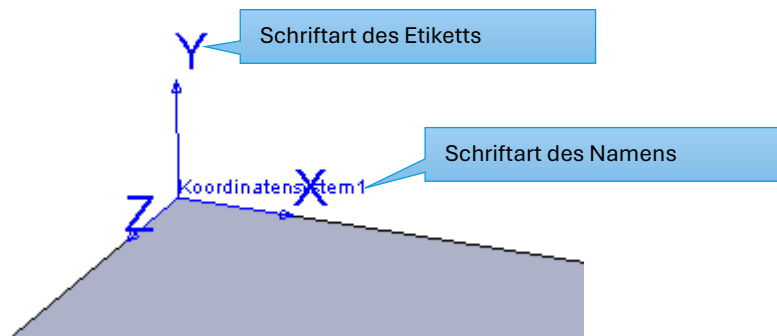 Schriftart des Etiketts
Y
Schriftart des Namens
Koordinatensystem1
X
Z